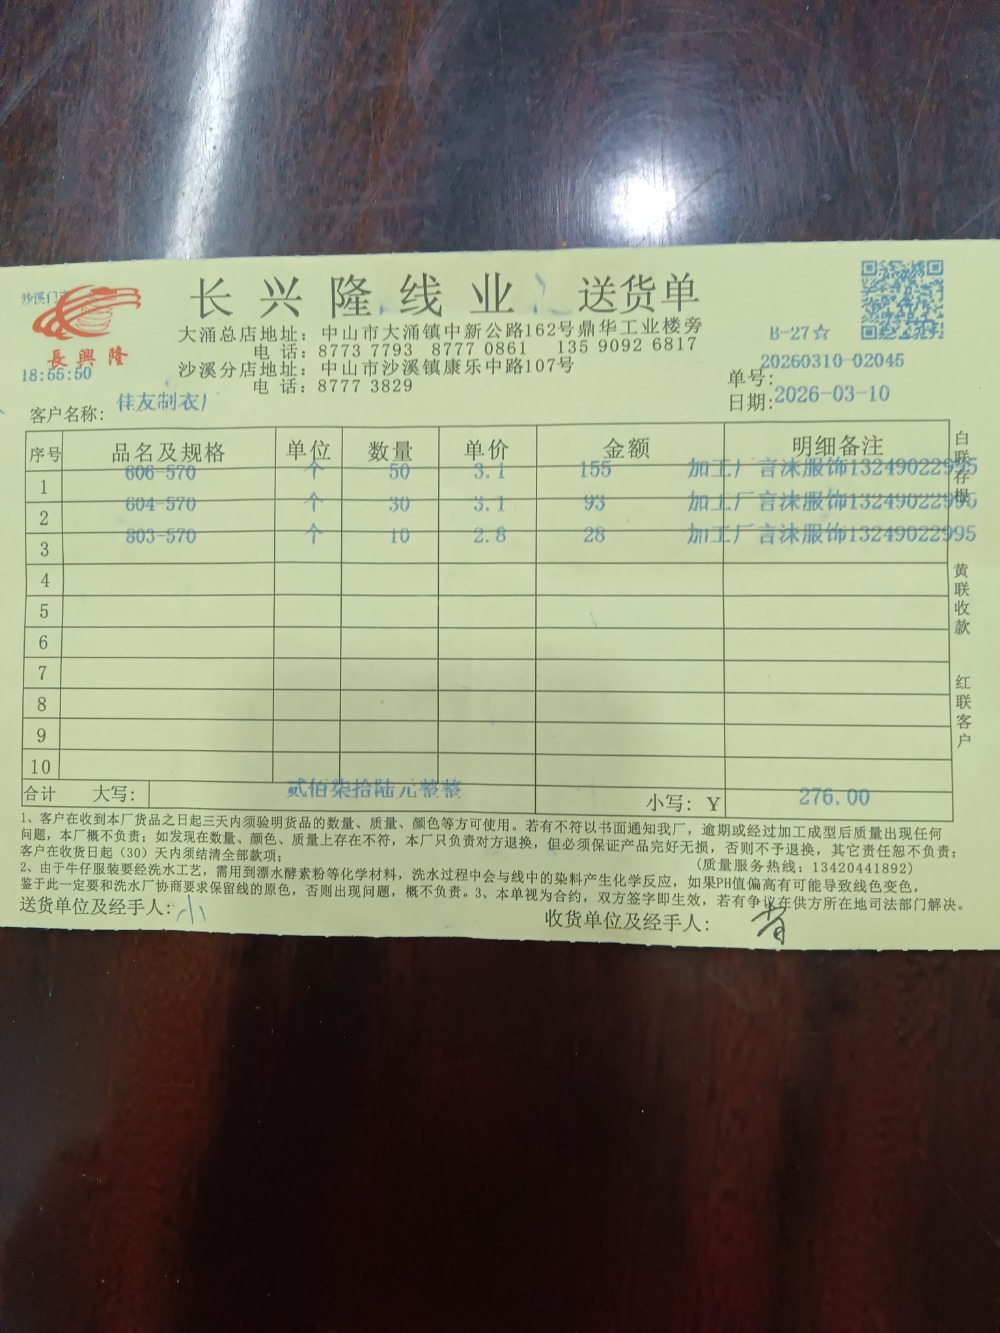 沙溪门
長興隆
18:55:50
长兴隆线业 送货单
大涌总店地址：中山市大涌镇中新公路162号鼎华工业楼旁
电 话：8773 7793 8777 0861 135 9092 6817
沙溪分店地址：中山市沙溪镇康乐中路107号
电 话：8777 3829
B-27☆
单号：20260310-02045
日期：2026-03-10
客户名称：佳友制衣厂
序号 品名及规格 单位 数量 单价 金额 明细备注
1 606-570 个 50 3.1 155 加工厂言沫服饰13249022995
2 604-570 个 30 3.1 93 加工厂言沫服饰13249022995
3 803-570 个 10 2.8 28 加工厂言沫服饰13249022995
4
5
6
7
8
9
10
合计 大写：贰佰柒拾陆元整整 小写：¥ 276.00
白联存根
黄联收款
红联客户
1、客户在收到本厂货品之日起三天内须验明货品的数量、质量、颜色等方可使用。若有不符以书面通知我厂，逾期或经过加工成型后质量出现任何
问题，本厂概不负责；如发现在数量、颜色、质量上存在不符，本厂只负责对方退换，但必须保证产品完好无损，否则不予退换，其它责任恕不负责；
客户在收货日起（30）天内须结清全部款项； （质量服务热线：13420441892）
2、由于牛仔服装要经洗水工艺，需用到漂水酵素粉等化学材料，洗水过程中会与线中的染料产生化学反应，如果PH值偏高有可能导致线色变色，
鉴于此一定要和洗水厂协商要求保留线的原色，否则出现问题，概不负责。3、本单视为合约，双方签字即生效，若有争议在供方所在地司法部门解决。
送货单位及经手人：小
收货单位及经手人：